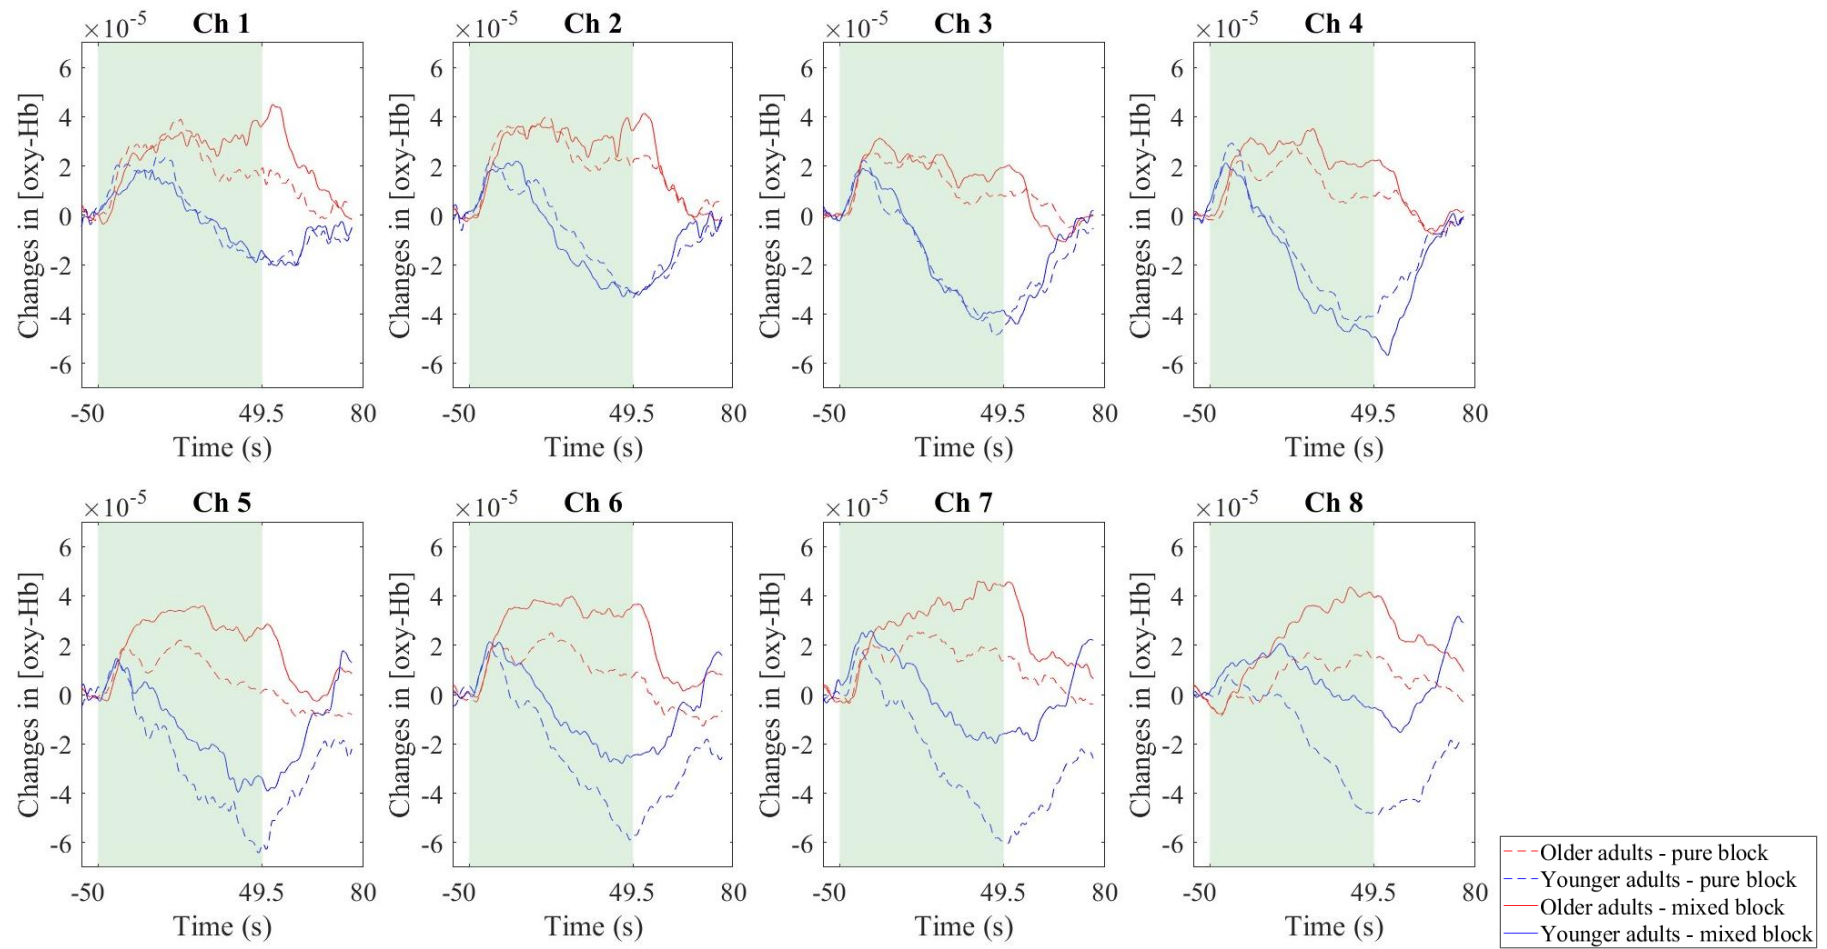 ×10-5 Ch 1
×10-5 Ch 2
×10-5 Ch 3
×10-5 Ch 4
Changes in [oxy-Hb]
6
4
2
0
-2
-4
-6
-50 49.5 80
Time (s)
Changes in [oxy-Hb]
6
4
2
0
-2
-4
-6
-50 49.5 80
Time (s)
Changes in [oxy-Hb]
6
4
2
0
-2
-4
-6
-50 49.5 80
Time (s)
Changes in [oxy-Hb]
6
4
2
0
-2
-4
-6
-50 49.5 80
Time (s)
×10-5 Ch 5
×10-5 Ch 6
×10-5 Ch 7
×10-5 Ch 8
Changes in [oxy-Hb]
6
4
2
0
-2
-4
-6
-50 49.5 80
Time (s)
Changes in [oxy-Hb]
6
4
2
0
-2
-4
-6
-50 49.5 80
Time (s)
Changes in [oxy-Hb]
6
4
2
0
-2
-4
-6
-50 49.5 80
Time (s)
Changes in [oxy-Hb]
6
4
2
0
-2
-4
-6
-50 49.5 80
Time (s)
Older adults - pure block
Younger adults - pure block
Older adults - mixed block
Younger adults - mixed block